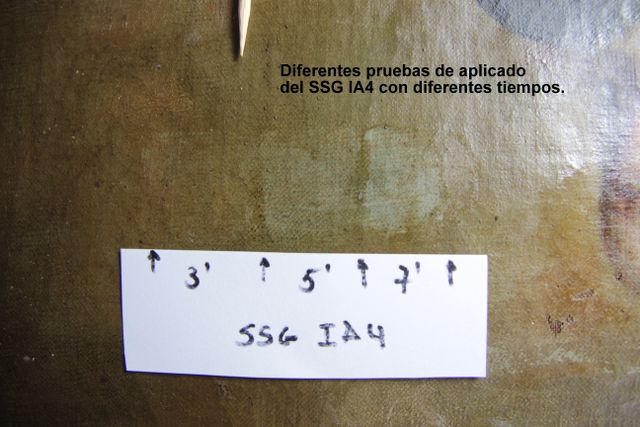 Diferentes pruebas de aplicado
del SSG IA4 con diferentes tiempos.
↑ 3' ↑ 5' ↑ 7' ↑
SSG IA4